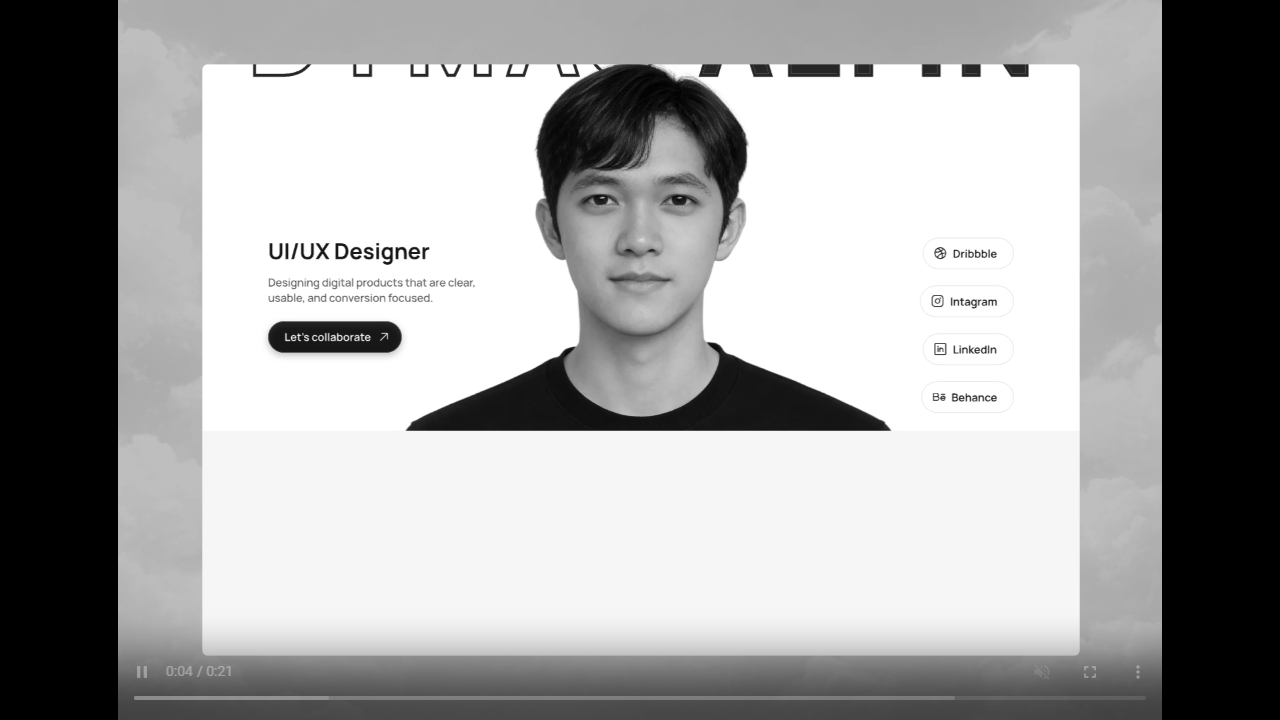 UI/UX Designer
Designing digital products that are clear,
usable, and conversion focused.
Let's collaborate
Dribbble
Intagram
LinkedIn
Behance
0:04 / 0:21